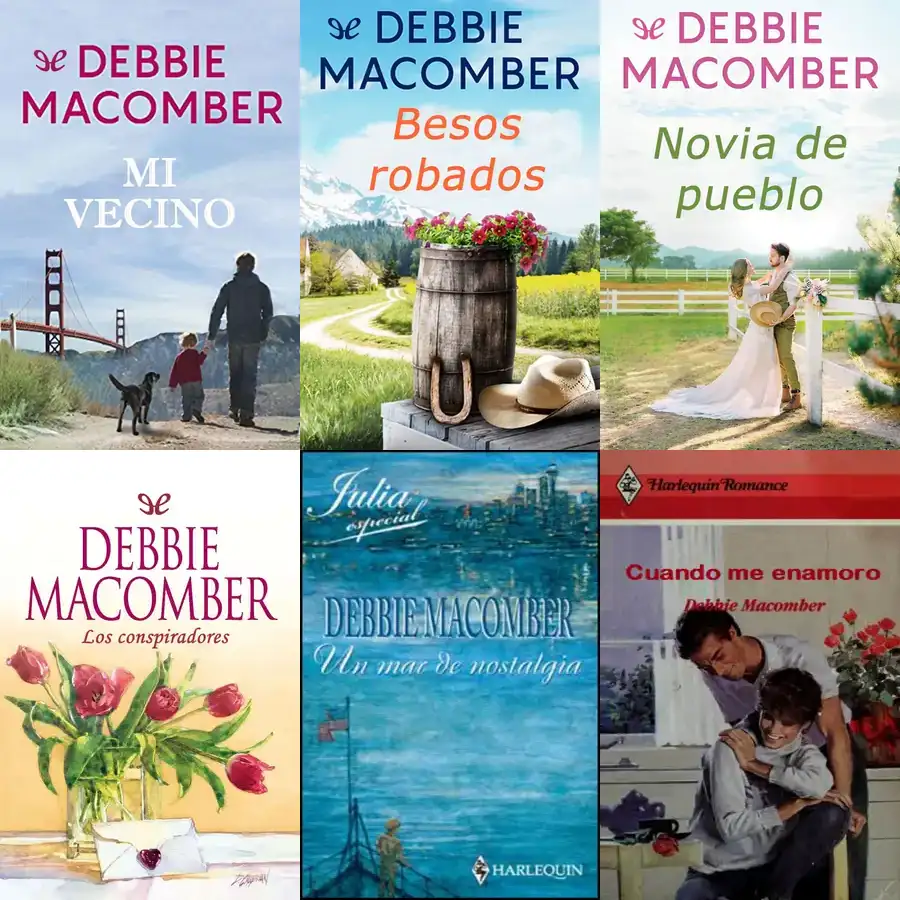 DEBBIE
MACOMBER
MI
VECINO
DEBBIE
MACOMBER
Besos
robados
DEBBIE
MACOMBER
Novia de
pueblo
DEBBIE
MACOMBER
Los conspiradores
Julia
especial
DEBBIE MACOMBER
Un mar de nostalgia
HARLEQUIN
Harlequin Romance
Cuando me enamoro
Debbie Macomber